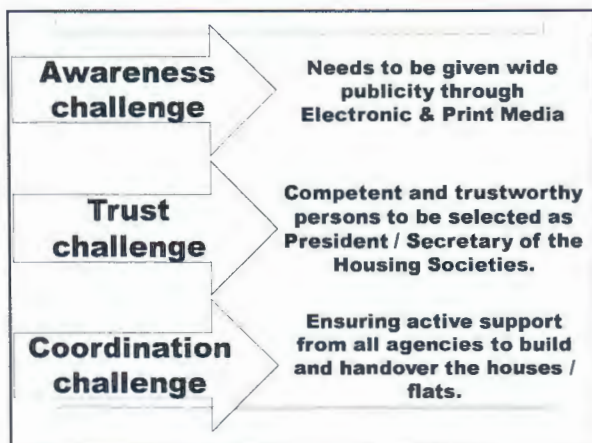 Awareness
challenge
Needs to be given wide
publicity through
Electronic & Print Media
Trust
challenge
Competent and trustworthy
persons to be selected as
President / Secretary of the
Housing Societies.
Coordination
challenge
Ensuring active support
from all agencies to build
and handover the houses /
flats.